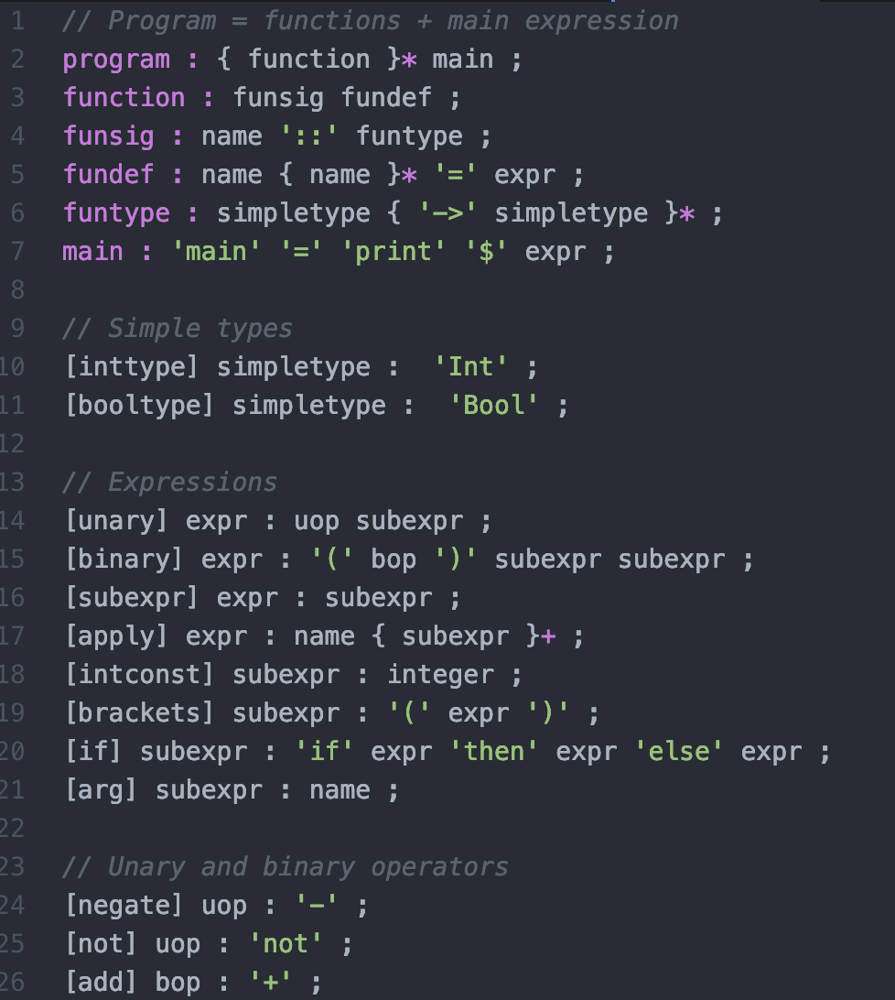 1 // Program = functions + main expression
2 program : { function }* main ;
3 function : funsig fundef ;
4 funsig : name '::' funtype ;
5 fundef : name { name }* '=' expr ;
6 funtype : simpletype { '->' simpletype }* ;
7 main : 'main' '=' 'print' '$' expr ;
8
9 // Simple types
10 [inttype] simpletype :  'Int' ;
11 [booltype] simpletype :  'Bool' ;
12
13 // Expressions
14 [unary] expr : uop subexpr ;
15 [binary] expr : '(' bop ')' subexpr subexpr ;
16 [subexpr] expr : subexpr ;
17 [apply] expr : name { subexpr }+ ;
18 [intconst] subexpr : integer ;
19 [brackets] subexpr : '(' expr ')' ;
20 [if] subexpr : 'if' expr 'then' expr 'else' expr ;
21 [arg] subexpr : name ;
22
23 // Unary and binary operators
24 [negate] uop : '-' ;
25 [not] uop : 'not' ;
26 [add] bop : '+' ;